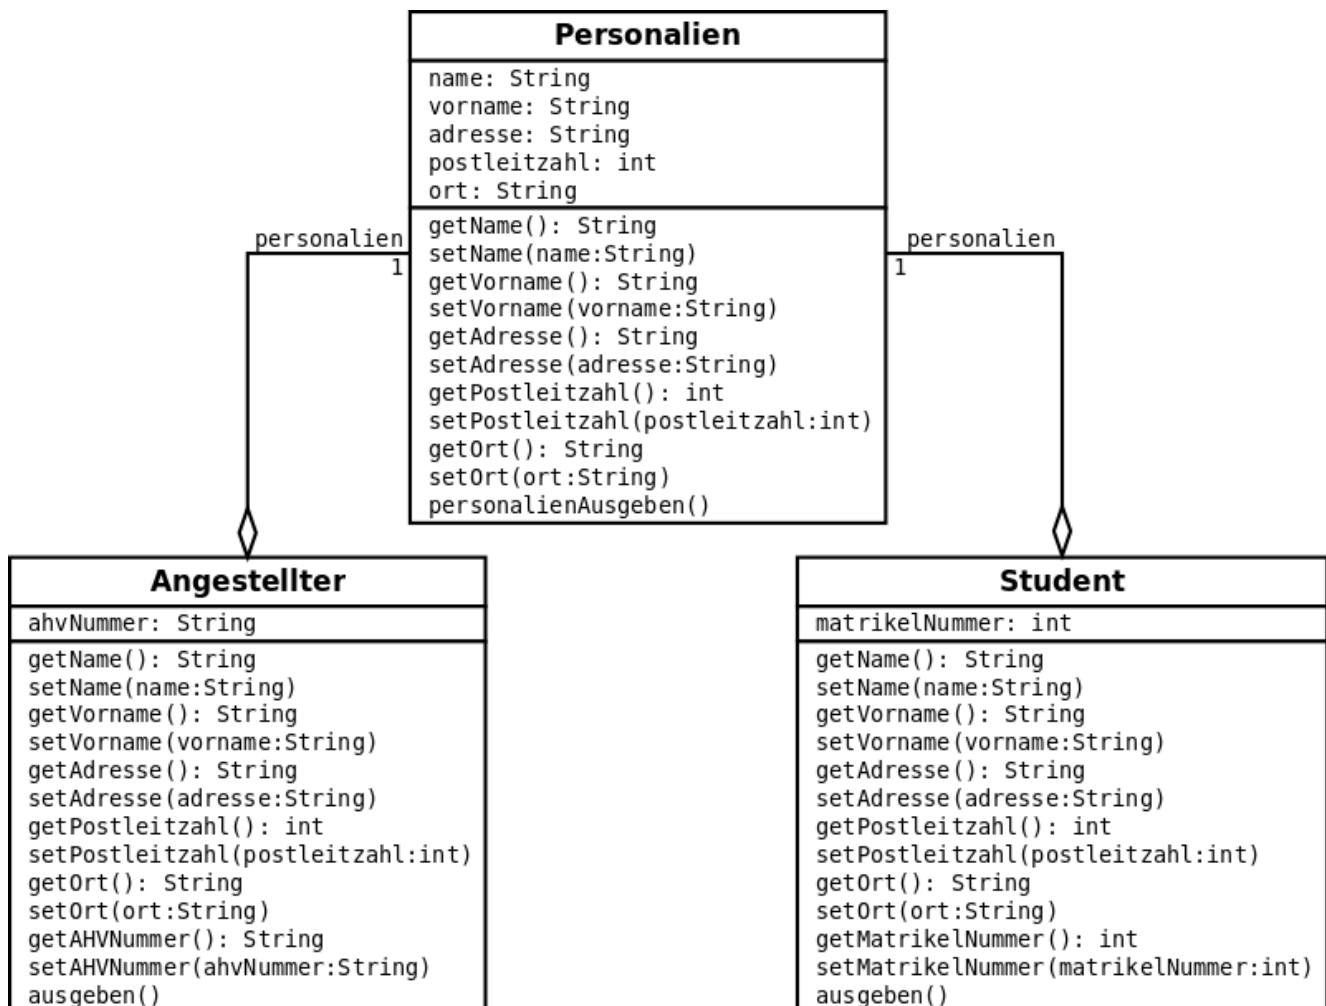 Personalien
name: String
vorname: String
adresse: String
postleitzahl: int
ort: String
getName(): String
setName(name:String)
getVorname(): String
setVorname(vorname:String)
getAdresse(): String
setAdresse(adresse:String)
getPostleitzahl(): int
setPostleitzahl(postleitzahl:int)
getOrt(): String
setOrt(ort:String)
personalienAusgeben()
personalien
1
personalien
1
Angestellter
ahvNummer: String
getName(): String
setName(name:String)
getVorname(): String
setVorname(vorname:String)
getAdresse(): String
setAdresse(adresse:String)
getPostleitzahl(): int
setPostleitzahl(postleitzahl:int)
getOrt(): String
setOrt(ort:String)
getAHVNummer(): String
setAHVNummer(ahvNummer:String)
ausgeben()
Student
matrikelNummer: int
getName(): String
setName(name:String)
getVorname(): String
setVorname(vorname:String)
getAdresse(): String
setAdresse(adresse:String)
getPostleitzahl(): int
setPostleitzahl(postleitzahl:int)
getOrt(): String
setOrt(ort:String)
getMatrikelNummer(): int
setMatrikelNummer(matrikelNummer:int)
ausgeben()